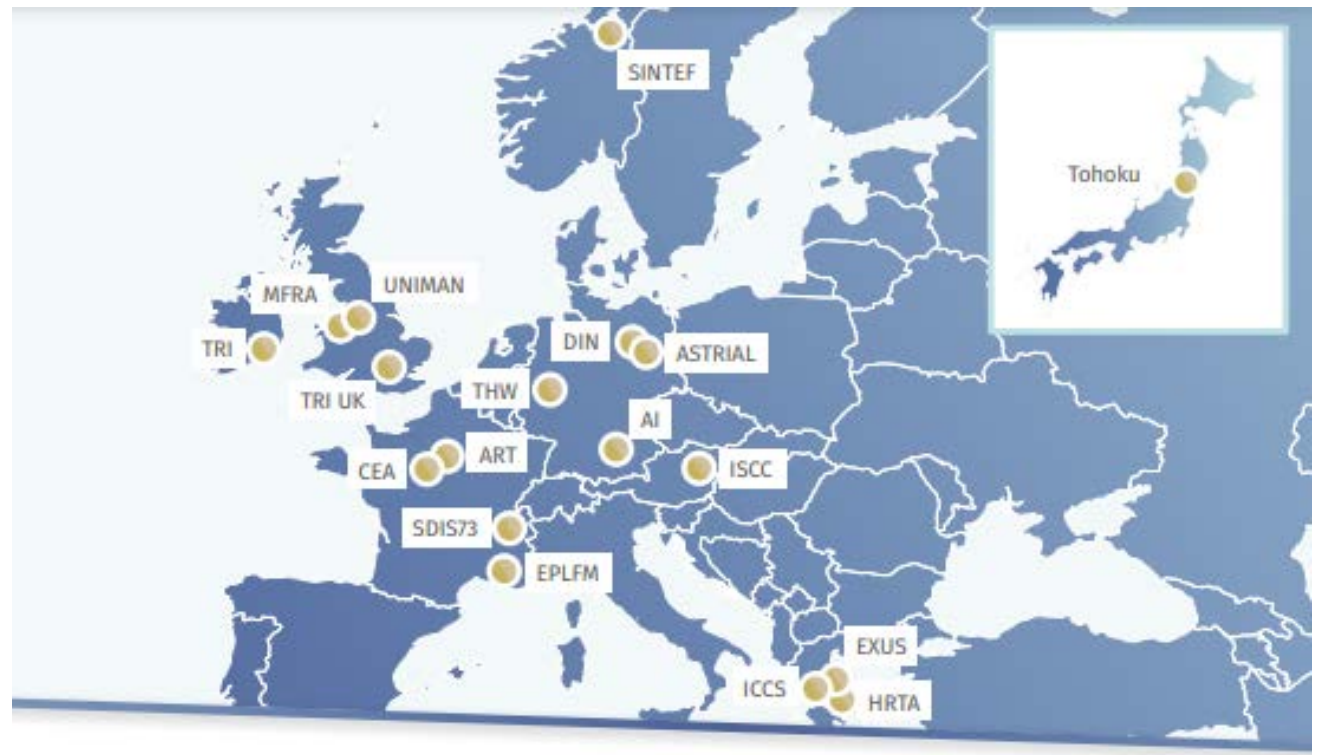 SINTEF
Tohoku
UNIMAN
MFRA
TRI
DIN
ASTRIAL
THW
TRI UK
AI
ART
CEA
ISCC
SDIS73
EPLFM
EXUS
ICCS
HRTA